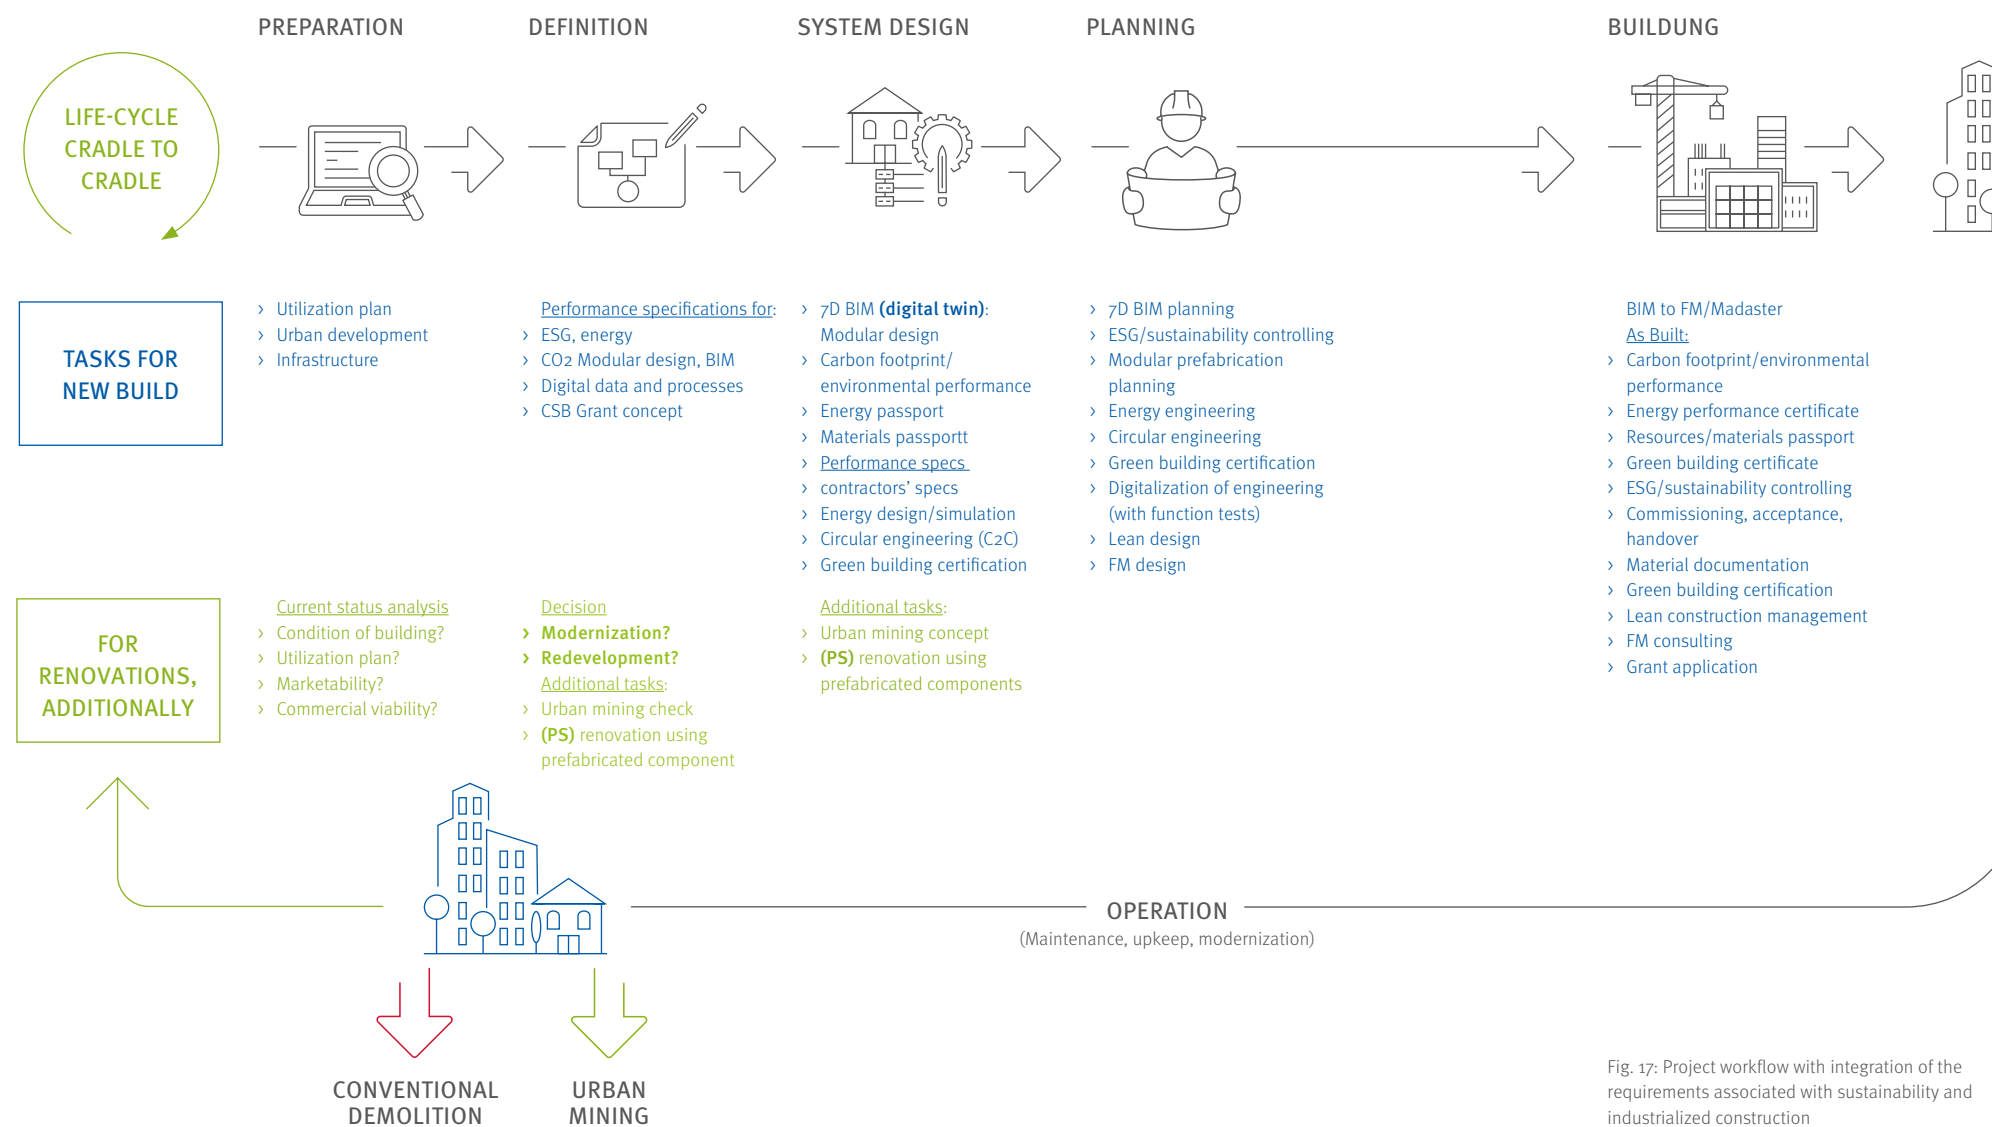 PREPARATION
DEFINITION
SYSTEM DESIGN
PLANNING
BUILDUNG
LIFE-CYCLE
CRADLE TO
CRADLE
TASKS FOR
NEW BUILD
› Utilization plan
› Urban development
› Infrastructure
Performance specifications for:
› ESG, energy
› CO2 Modular design, BIM
› Digital data and processes
› CSB Grant concept
› 7D BIM (digital twin):
Modular design
› Carbon footprint/
environmental performance
› Energy passport
› Materials passportt
› Performance specs
› contractors’ specs
› Energy design/simulation
› Circular engineering (C2C)
› Green building certification
› 7D BIM planning
› ESG/sustainability controlling
› Modular prefabrication
planning
› Energy engineering
› Circular engineering
› Green building certification
› Digitalization of engineering
(with function tests)
› Lean design
› FM design
BIM to FM/Madaster
As Built:
› Carbon footprint/environmental
performance
› Energy performance certificate
› Resources/materials passport
› Green building certificate
› ESG/sustainability controlling
› Commissioning, acceptance,
handover
› Material documentation
› Green building certification
› Lean construction management
› FM consulting
› Grant application
FOR
RENOVATIONS,
ADDITIONALLY
Current status analysis
› Condition of building?
› Utilization plan?
› Marketability?
› Commercial viability?
Decision
› Modernization?
› Redevelopment?
Additional tasks:
› Urban mining check
› (PS) renovation using
prefabricated component
Additional tasks:
› Urban mining concept
› (PS) renovation using
prefabricated components
OPERATION
(Maintenance, upkeep, modernization)
CONVENTIONAL
DEMOLITION
URBAN
MINING
Fig. 17: Project workflow with integration of the
requirements associated with sustainability and
industrialized construction